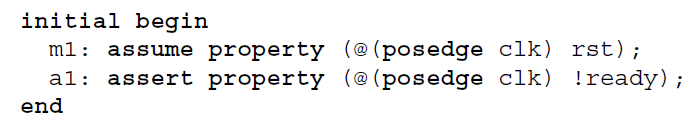 initial begin
m1: assume property (@(posedge clk) rst);
a1: assert property (@(posedge clk) !ready);
end